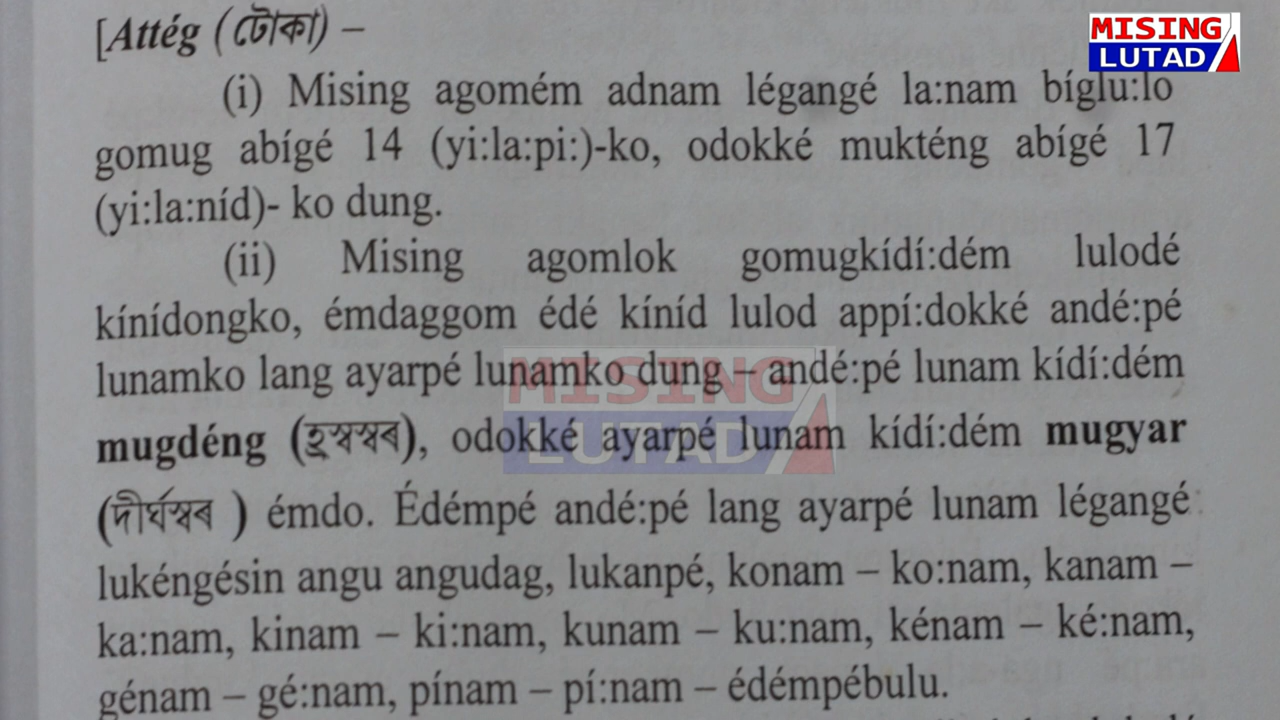 MISING
LUTAD
[Attég (টোকা) –
(i) Mising agomém adnam légangé la:nam bíglu:lo
gomug abígé 14 (yi:la:pi:)-ko, odokké mukténg abígé 17
(yi:la:níd)- ko dung.
(ii) Mising agomlok gomugkídí:dém lulodé
kínídongko, émdaggom édé kíníd lulod appí:dokké andé:pé
lunamko lang ayarpé lunamko dung – andé:pé lunam kídí:dém
MISING
LUTAD
mugdéng (হ্ৰস্বস্বৰ), odokké ayarpé lunam kídí:dém mugyar
(দীৰ্ঘস্বৰ ) émdo. Édémpé andé:pé lang ayarpé lunam légangé
lukéngésin angu angudag, lukanpé, konam – ko:nam, kanam –
ka:nam, kinam – ki:nam, kunam – ku:nam, kénam – ké:nam,
génam – gé:nam, pínam – pí:nam – édémpébulu.